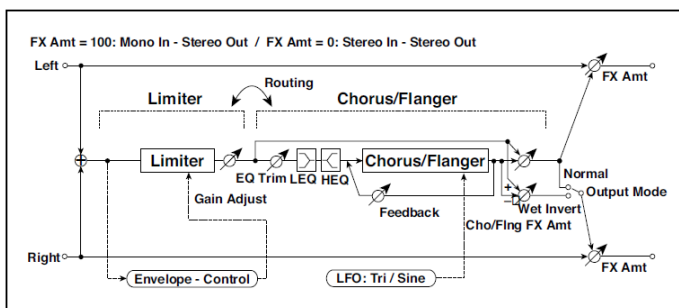 FX Amt = 100: Mono In - Stereo Out / FX Amt = 0: Stereo In - Stereo Out
Left
FX Amt
Routing
Limiter
Chorus/Flanger
Limiter
EQ Trim
LEQ
HEQ
Chorus/Flanger
Normal
Output Mode
Gain Adjust
+
−
Wet Invert
Feedback
Cho/Flng FX Amt
Right
FX Amt
Envelope - Control
LFO: Tri / Sine